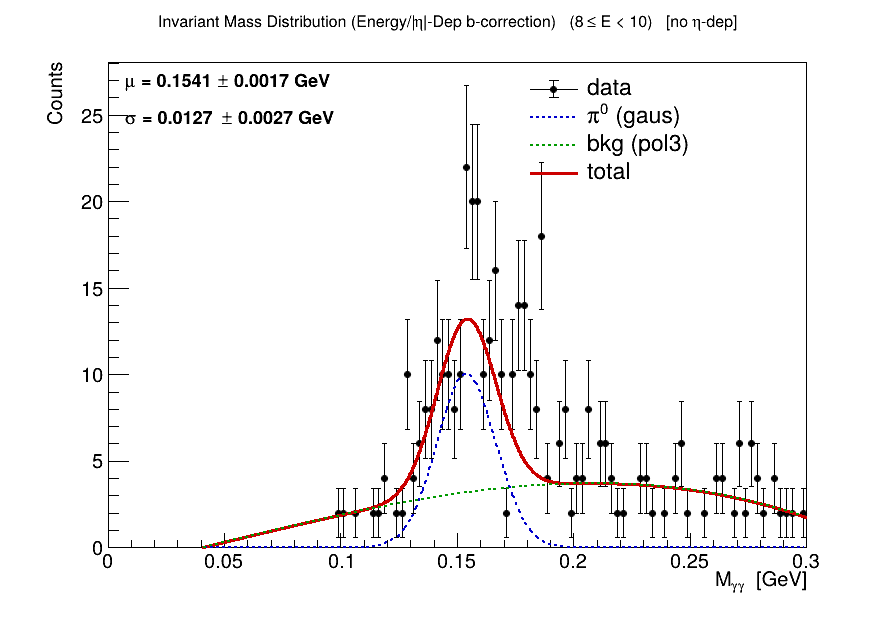 Invariant Mass Distribution (Energy/|η|-Dep b-correction) (8 ≤ E < 10) [no η-dep]
Counts
μ = 0.1541 ± 0.0017 GeV
σ = 0.0127 ± 0.0027 GeV
data
π⁰ (gaus)
bkg (pol3)
total
25
20
15
10
5
0
0 0.05 0.1 0.15 0.2 0.25 0.3
M_γγ [GeV]